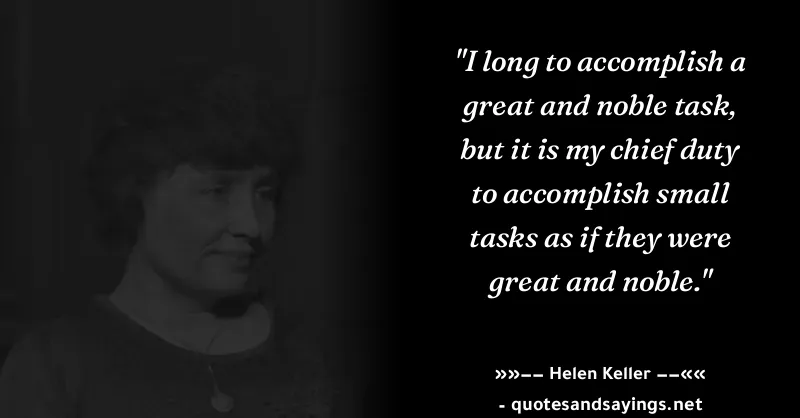 "I long to accomplish a
great and noble task,
but it is my chief duty
to accomplish small
tasks as if they were
great and noble."
»»−− Helen Keller −−««
- quotesandsayings.net